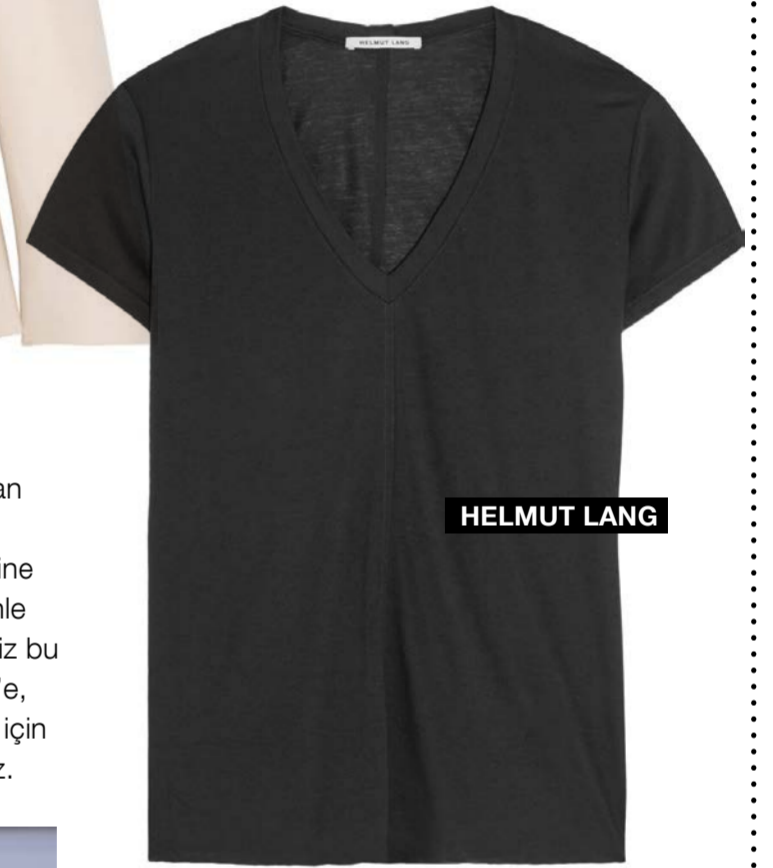 HELMUT LANG
an
ine
nle
iz bu
'e,
için
z.
HELMUT LANG